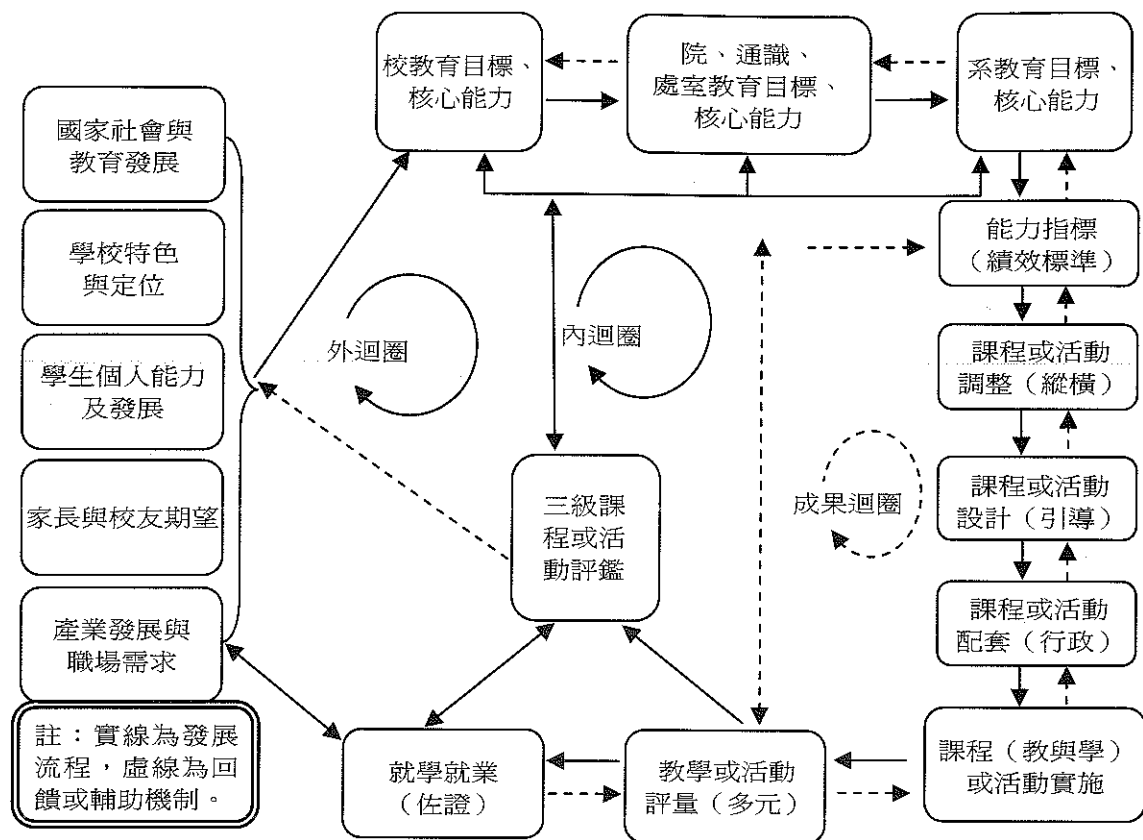 校教育目標、
核心能力
院、通識、
處室教育目標、
核心能力
系教育目標、
核心能力
國家社會與
教育發展
學校特色
與定位
學生個人能力
及發展
家長與校友期望
產業發展與
職場需求
註：實線為發展
流程，虛線為回
饋或輔助機制。
外迴圈
內迴圈
成果迴圈
三級課
程或活
動評鑑
能力指標
（績效標準）
課程或活動
調整（縱橫）
課程或活動
設計（引導）
課程或活動
配套（行政）
課程（教與學）
或活動實施
教學或活動
評量（多元）
就學就業
（佐證）